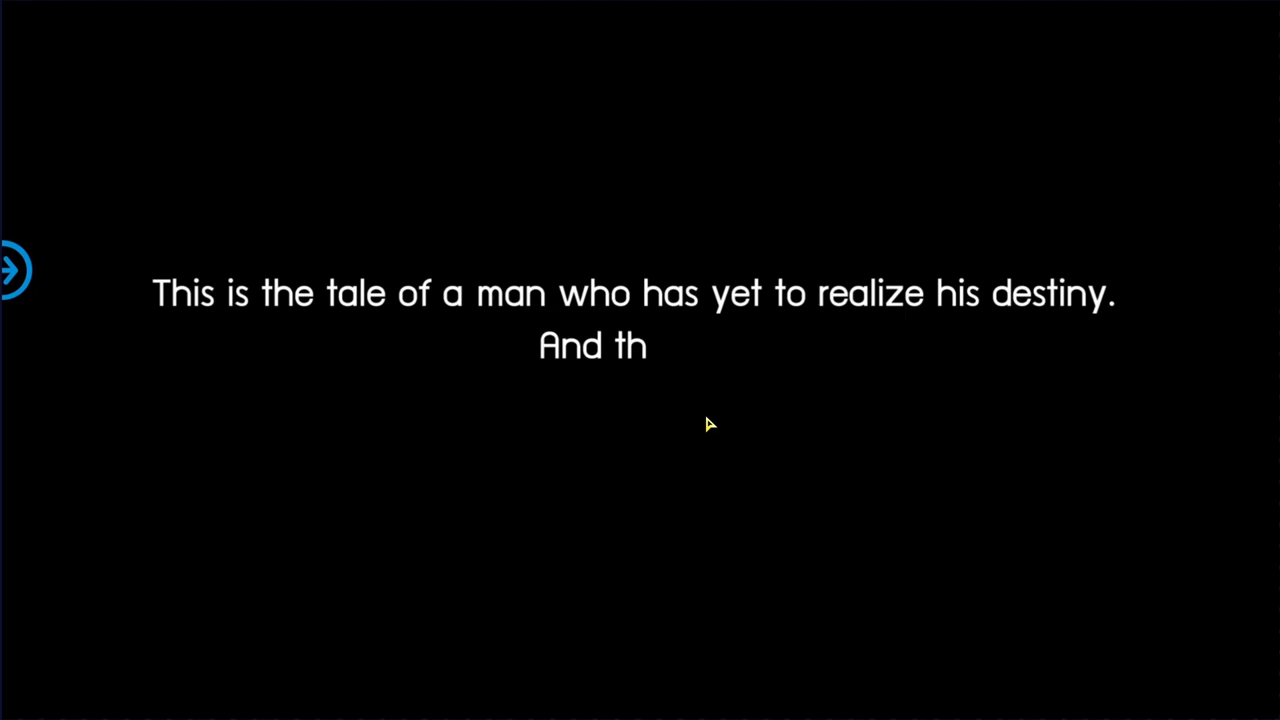 This is the tale of a man who has yet to realize his destiny.
And th